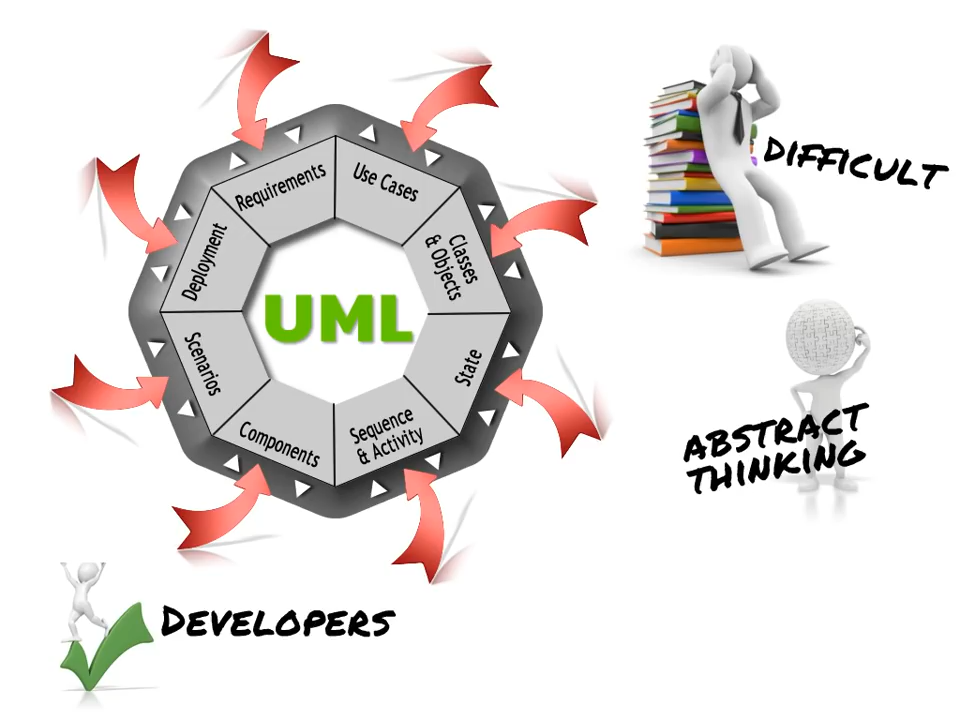 Requirements
Use Cases
Classes
& Objects
State
Sequence
& Activity
Components
Scenarios
Deployment
UML
DIFFICULT
ABSTRACT
THINKING
DEVELOPERS